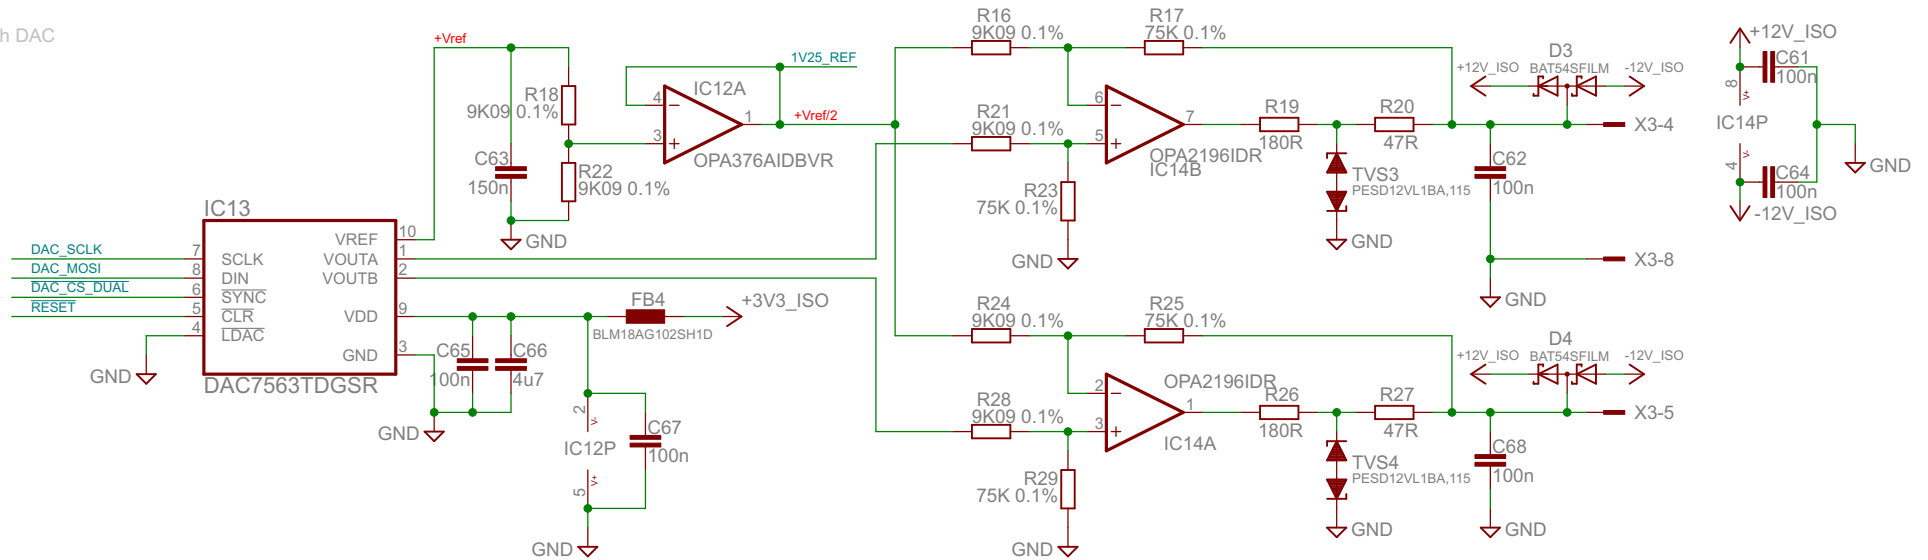 h DAC
+Vref
R18
9K09 0.1%
C63
150n
R22
9K09 0.1%
GND
1V25_REF
IC12A
4
3
1
OPA376AIDBVR
+Vref/2
IC13
DAC_SCLK
DAC_MOSI
DAC_CS_DUAL
RESET
7
8
6
5
4
SCLK
DIN
SYNC
CLR
LDAC
VREF
VOUTA
VOUTB
VDD
GND
10
1
2
9
3
DAC7563TDGSR
GND
GND
C65
100n
C66
4u7
FB4
BLM18AG102SH1D
+3V3_ISO
2
V-
IC12P
5
V+
C67
100n
GND
R16
9K09 0.1%
R17
75K 0.1%
R21
9K09 0.1%
R23
75K 0.1%
GND
6
5
7
OPA2196IDR
IC14B
R19
180R
R20
47R
TVS3
PESD12VL1BA,115
GND
D3
+12V_ISO
BAT54SFILM
-12V_ISO
C62
100n
X3-4
X3-8
GND
R24
9K09 0.1%
R25
75K 0.1%
R28
9K09 0.1%
R29
75K 0.1%
GND
2
3
1
OPA2196IDR
IC14A
R26
180R
R27
47R
TVS4
PESD12VL1BA,115
GND
D4
+12V_ISO
BAT54SFILM
-12V_ISO
C68
100n
X3-5
GND
+12V_ISO
C61
100n
8
V+
IC14P
4
V-
C64
100n
-12V_ISO
GND